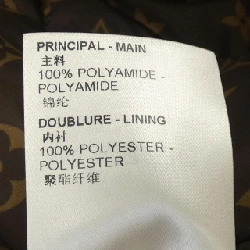 PRINCIPAL - MAIN
主料
100% POLYAMIDE -
POLYAMIDE
绵纶
DOUBLURE - LINING
内衬
100% POLYESTER -
POLYESTER
聚酯纤维